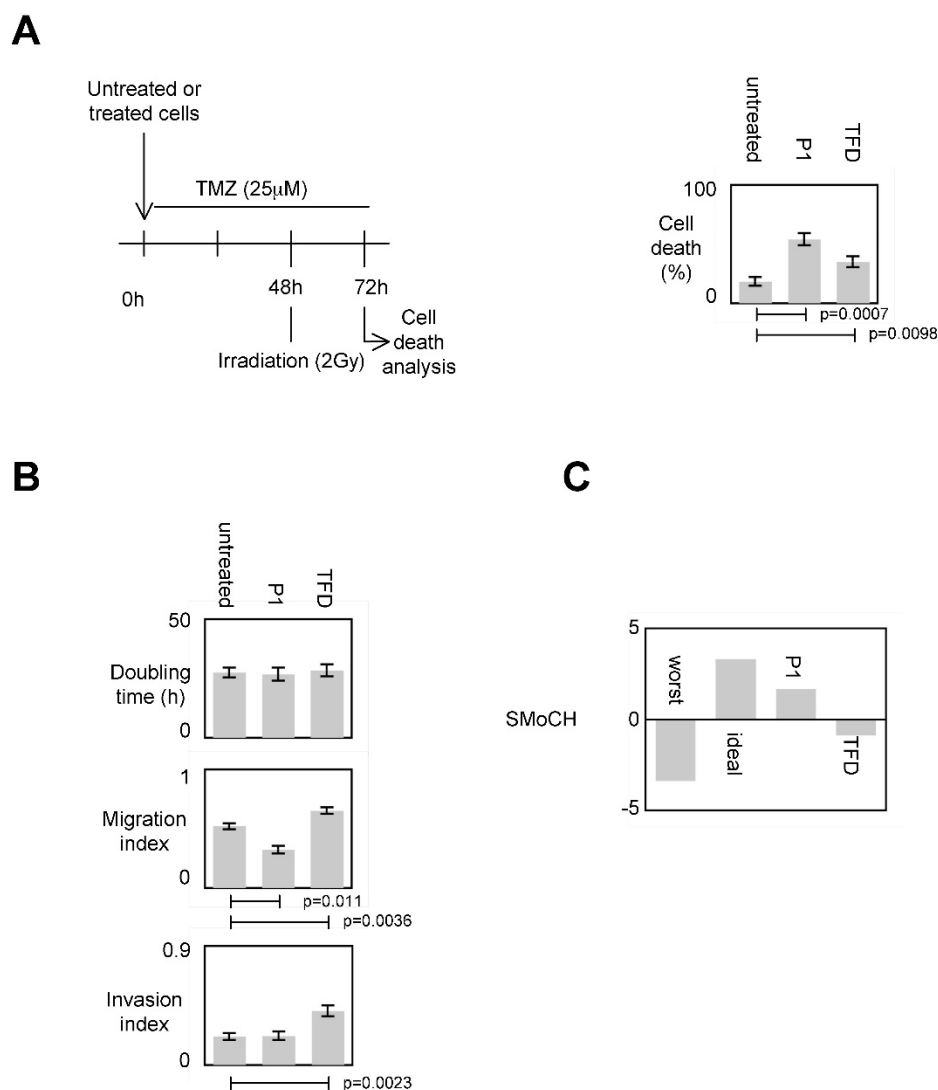 A
Untreated or
treated cells
TMZ (25µM)
0h
48h
72h
Irradiation (2Gy)
Cell
death
analysis
untreated
P1
TFD
100
Cell
death
(%)
0
p=0.0007
p=0.0098
B
untreated
P1
TFD
50
Doubling
time (h)
0
1
Migration
index
0
p=0.011
p=0.0036
0.9
Invasion
index
0
p=0.0023
C
5
SMoCH
0
-5
worst
ideal
P1
TFD